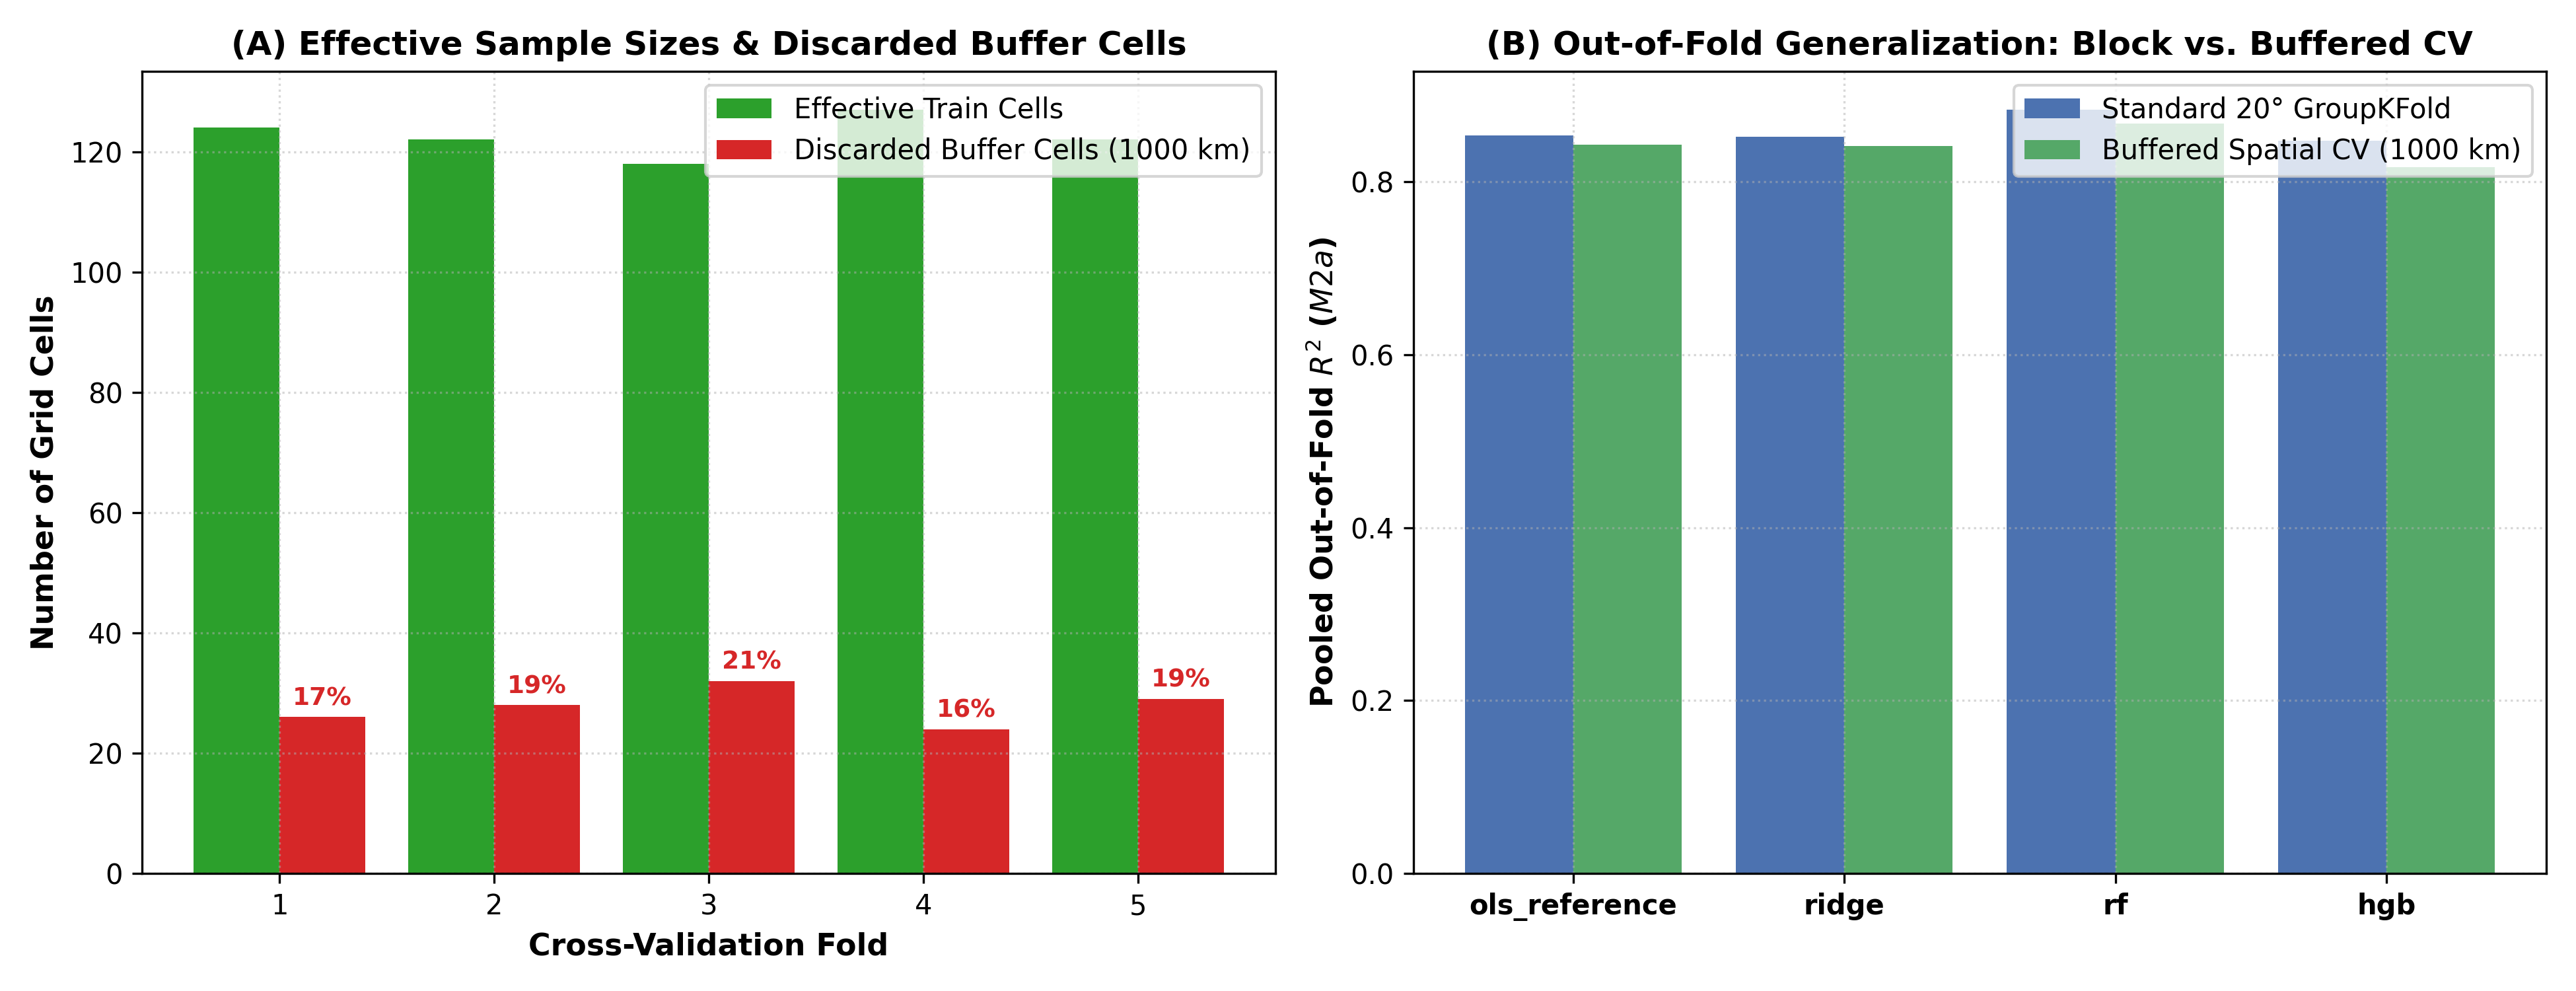 (A) Effective Sample Sizes & Discarded Buffer Cells
Number of Grid Cells
120
100
80
60
40
20
0
Effective Train Cells
Discarded Buffer Cells (1000 km)
17%
19%
21%
16%
19%
1 2 3 4 5
Cross-Validation Fold
(B) Out-of-Fold Generalization: Block vs. Buffered CV
Pooled Out-of-Fold R² (M2a)
0.8
0.6
0.4
0.2
0.0
Standard 20° GroupKFold
Buffered Spatial CV (1000 km)
ols_reference ridge rf hgb